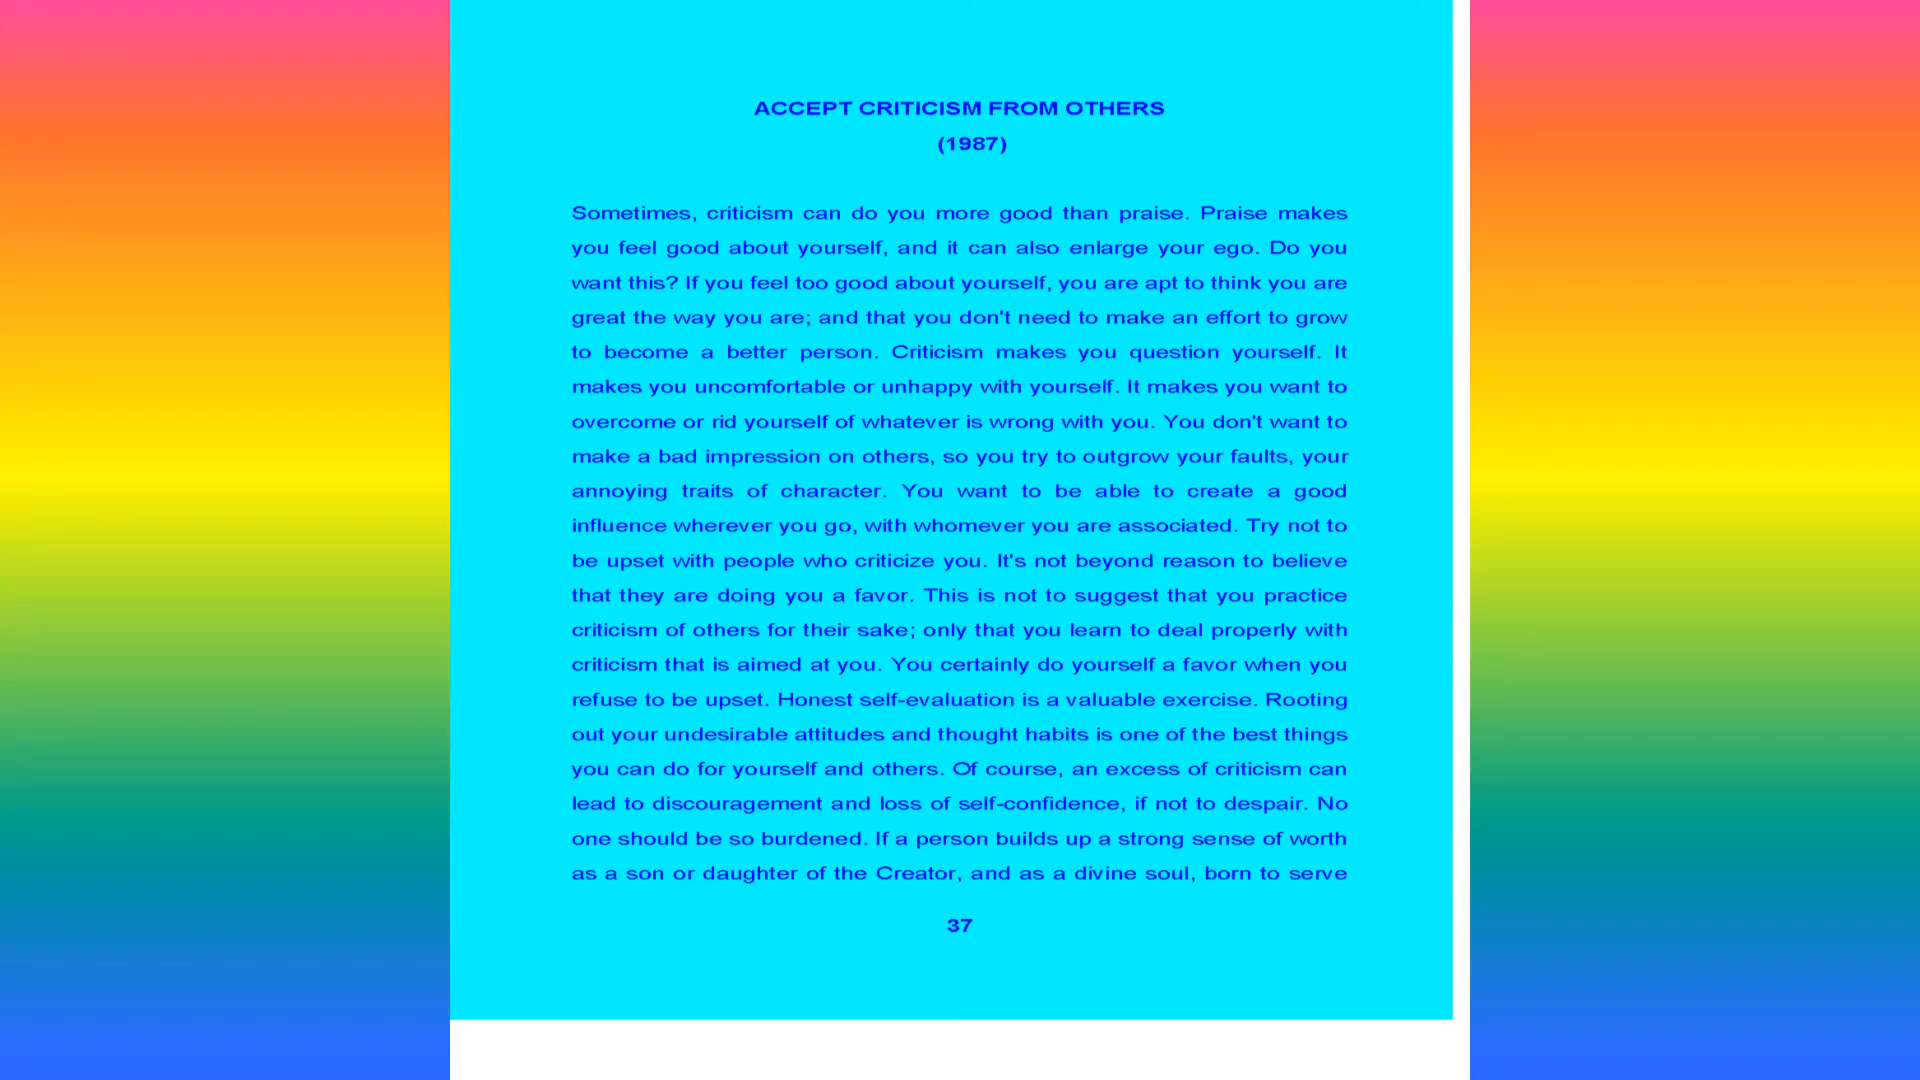 ACCEPT CRITICISM FROM OTHERS
(1987)
Sometimes, criticism can do you more good than praise. Praise makes
you feel good about yourself, and it can also enlarge your ego. Do you
want this? If you feel too good about yourself, you are apt to think you are
great the way you are; and that you don't need to make an effort to grow
to become a better person. Criticism makes you question yourself. It
makes you uncomfortable or unhappy with yourself. It makes you want to
overcome or rid yourself of whatever is wrong with you. You don't want to
make a bad impression on others, so you try to outgrow your faults, your
annoying traits of character. You want to be able to create a good
influence wherever you go, with whomever you are associated. Try not to
be upset with people who criticize you. It's not beyond reason to believe
that they are doing you a favor. This is not to suggest that you practice
criticism of others for their sake; only that you learn to deal properly with
criticism that is aimed at you. You certainly do yourself a favor when you
refuse to be upset. Honest self-evaluation is a valuable exercise. Rooting
out your undesirable attitudes and thought habits is one of the best things
you can do for yourself and others. Of course, an excess of criticism can
lead to discouragement and loss of self-confidence, if not to despair. No
one should be so burdened. If a person builds up a strong sense of worth
as a son or daughter of the Creator, and as a divine soul, born to serve
37